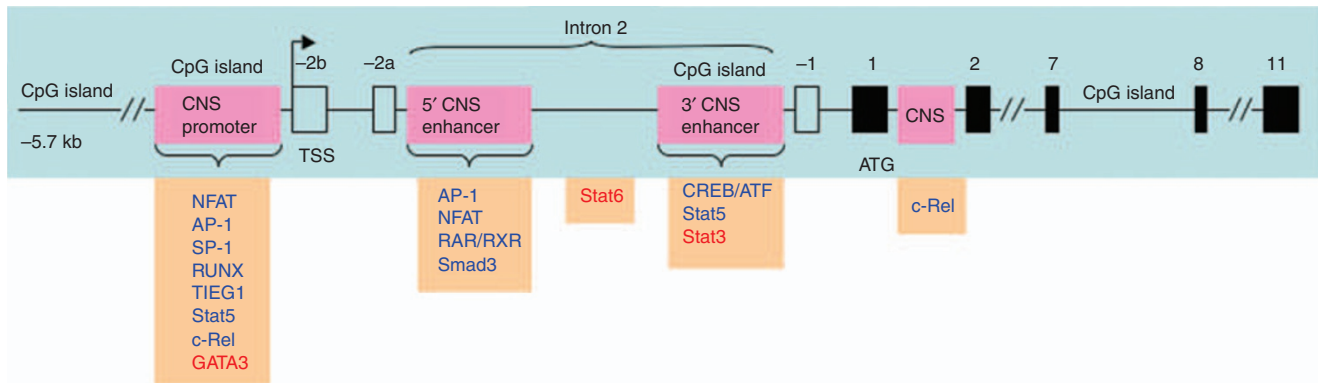 Intron 2
CpG island
CpG island
–2b
–2a
CpG island
–1
1
2
7
CpG island
8
11
CNS
promoter
5′ CNS
enhancer
3′ CNS
enhancer
CNS
–5.7 kb
TSS
ATG
NFAT
AP-1
SP-1
RUNX
TIEG1
Stat5
c-Rel
GATA3
AP-1
NFAT
RAR/RXR
Smad3
Stat6
CREB/ATF
Stat5
Stat3
c-Rel